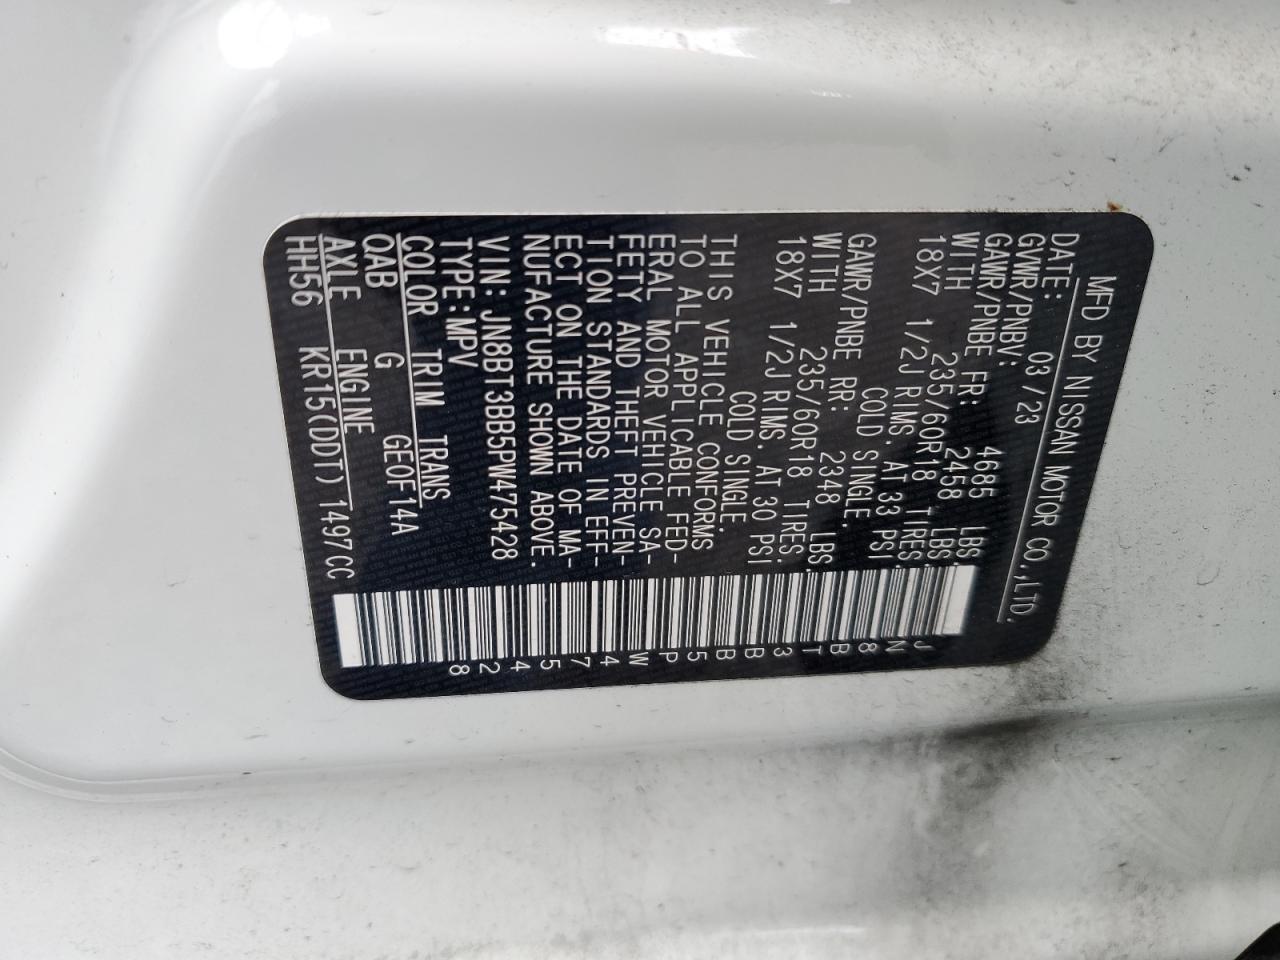 MFD BY NISSAN MOTOR CO.,LTD.
DATE: 03/23
GVWR/PNBV: 4685 LBS.
GAWR/PNBE FR: 2458 LBS.
WITH 235/60R18 TIRES.
18X7 1/2J RIMS. AT 33 PSI
COLD SINGLE.
GAWR/PNBE RR: 2348 LBS.
WITH 235/60R18 TIRES.
18X7 1/2J RIMS. AT 30 PSI
COLD SINGLE.
THIS VEHICLE CONFORMS
TO ALL APPLICABLE FED-
ERAL MOTOR VEHICLE SA-
FETY AND THEFT PREVEN-
TION STANDARDS IN EFF-
ECT ON THE DATE OF MA-
NUFACTURE SHOWN ABOVE.
VIN: JN8BT3BB5PW475428
TYPE:MPV
COLOR TRIM TRANS
QAB G GE0F14A
AXLE ENGINE
HH56 KR15(DDT)1497CC
JN8BT3BB5PW475428